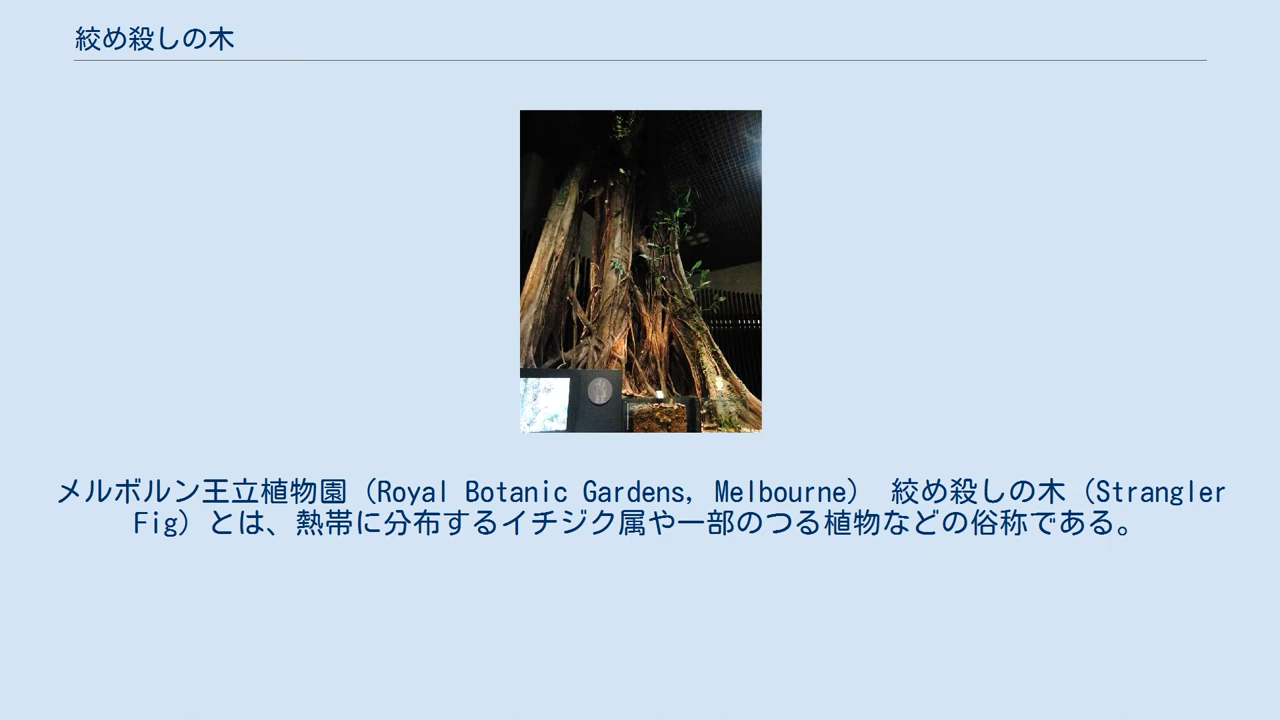 絞め殺しの木
メルボルン王立植物園（Royal Botanic Gardens, Melbourne） 絞め殺しの木（Strangler
Fig）とは、熱帯に分布するイチジク属や一部のつる植物などの俗称である。